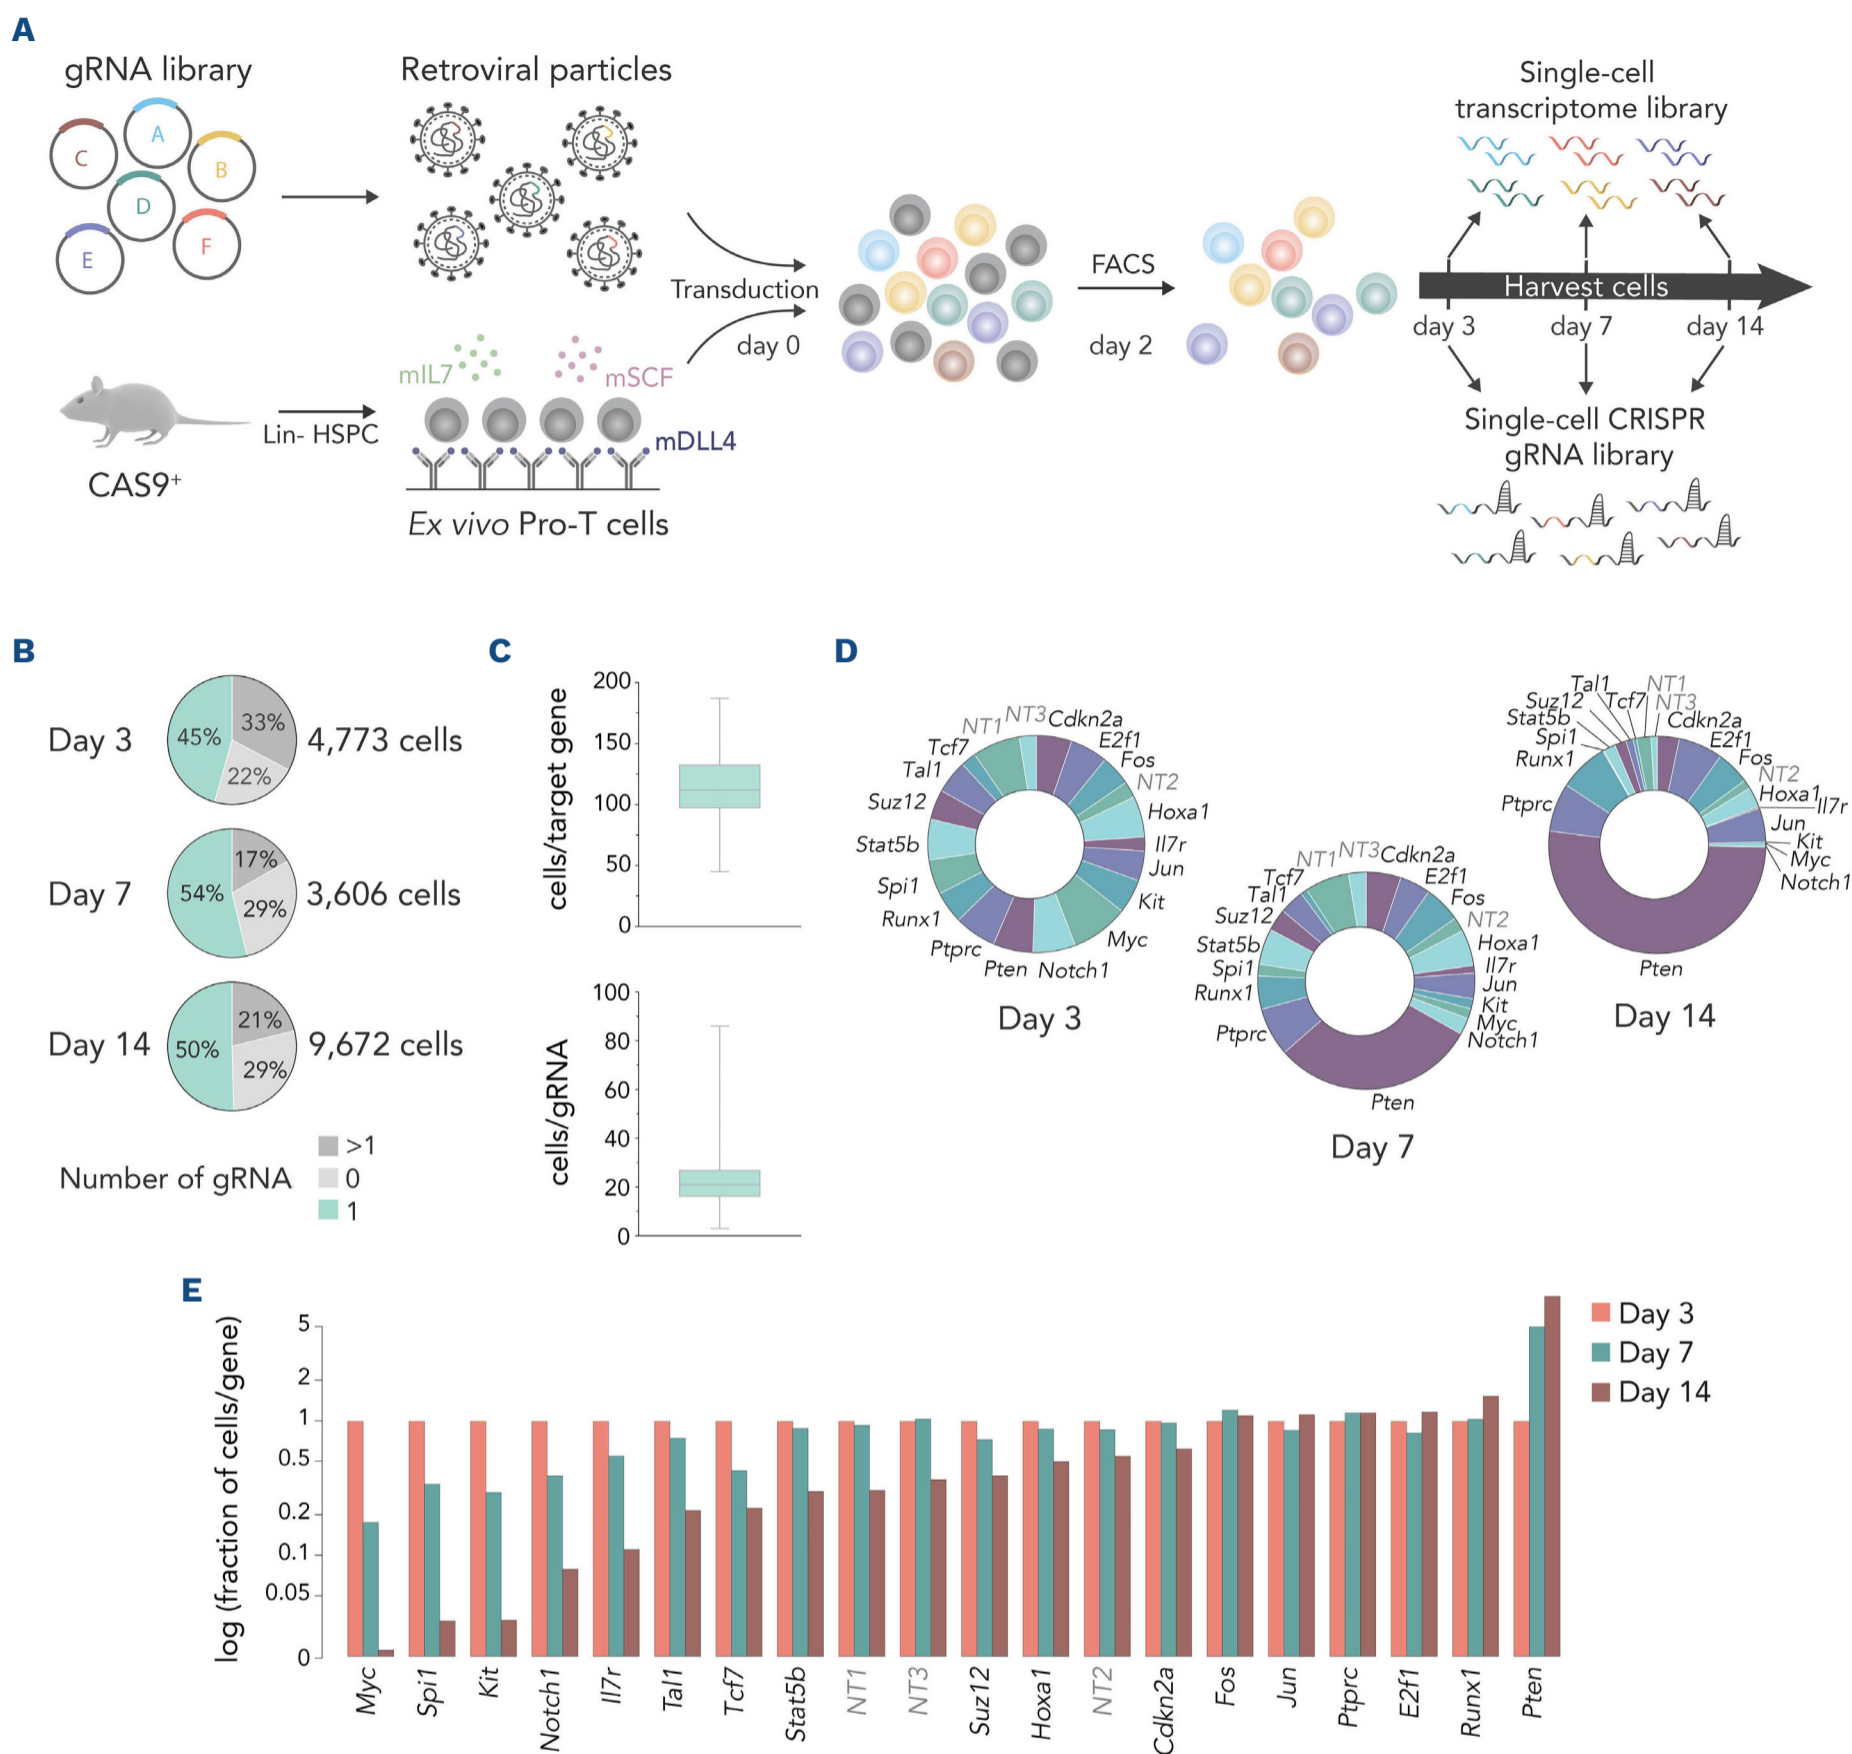 A
gRNA library
Retroviral particles
Single-cell
transcriptome library
A
C
B
D
E
F
Transduction
day 0
FACS
day 2
Harvest cells
day 3
day 7
day 14
mIL7
mSCF
Lin- HSPC
mDLL4
CAS9+
Ex vivo Pro-T cells
Single-cell CRISPR
gRNA library
B
Day 3
45%
33%
22%
4,773 cells
Day 7
54%
17%
29%
3,606 cells
Day 14
50%
21%
29%
9,672 cells
Number of gRNA
>1
0
1
C
cells/target gene
200
150
100
50
0
cells/gRNA
100
80
60
40
20
0
D
NT3
Cdkn2a
E2f1
Fos
NT2
Hoxa1
Il7r
Jun
Kit
Myc
Notch1
Pten
Ptprc
Runx1
Spi1
Stat5b
Suz12
Tal1
Tcf7
NT1
Day 3
NT3
Cdkn2a
E2f1
Fos
NT2
Hoxa1
Il7r
Jun
Kit
Myc
Notch1
Pten
Ptprc
Runx1
Spi1
Stat5b
Suz12
Tal1
Tcf7
NT1
Day 7
NT1
NT3
Cdkn2a
E2f1
Fos
NT2
Hoxa1
Il7r
Jun
Kit
Myc
Notch1
Pten
Ptprc
Runx1
Spi1
Stat5b
Suz12
Tal1
Tcf7
Day 14
E
log (fraction of cells/gene)
5
2
1
0.5
0.2
0.1
0.05
0
Myc
Spi1
Kit
Notch1
Il7r
Tal1
Tcf7
Stat5b
NT1
NT3
Suz12
Hoxa1
NT2
Cdkn2a
Fos
Jun
Ptprc
E2f1
Runx1
Pten
Day 3
Day 7
Day 14